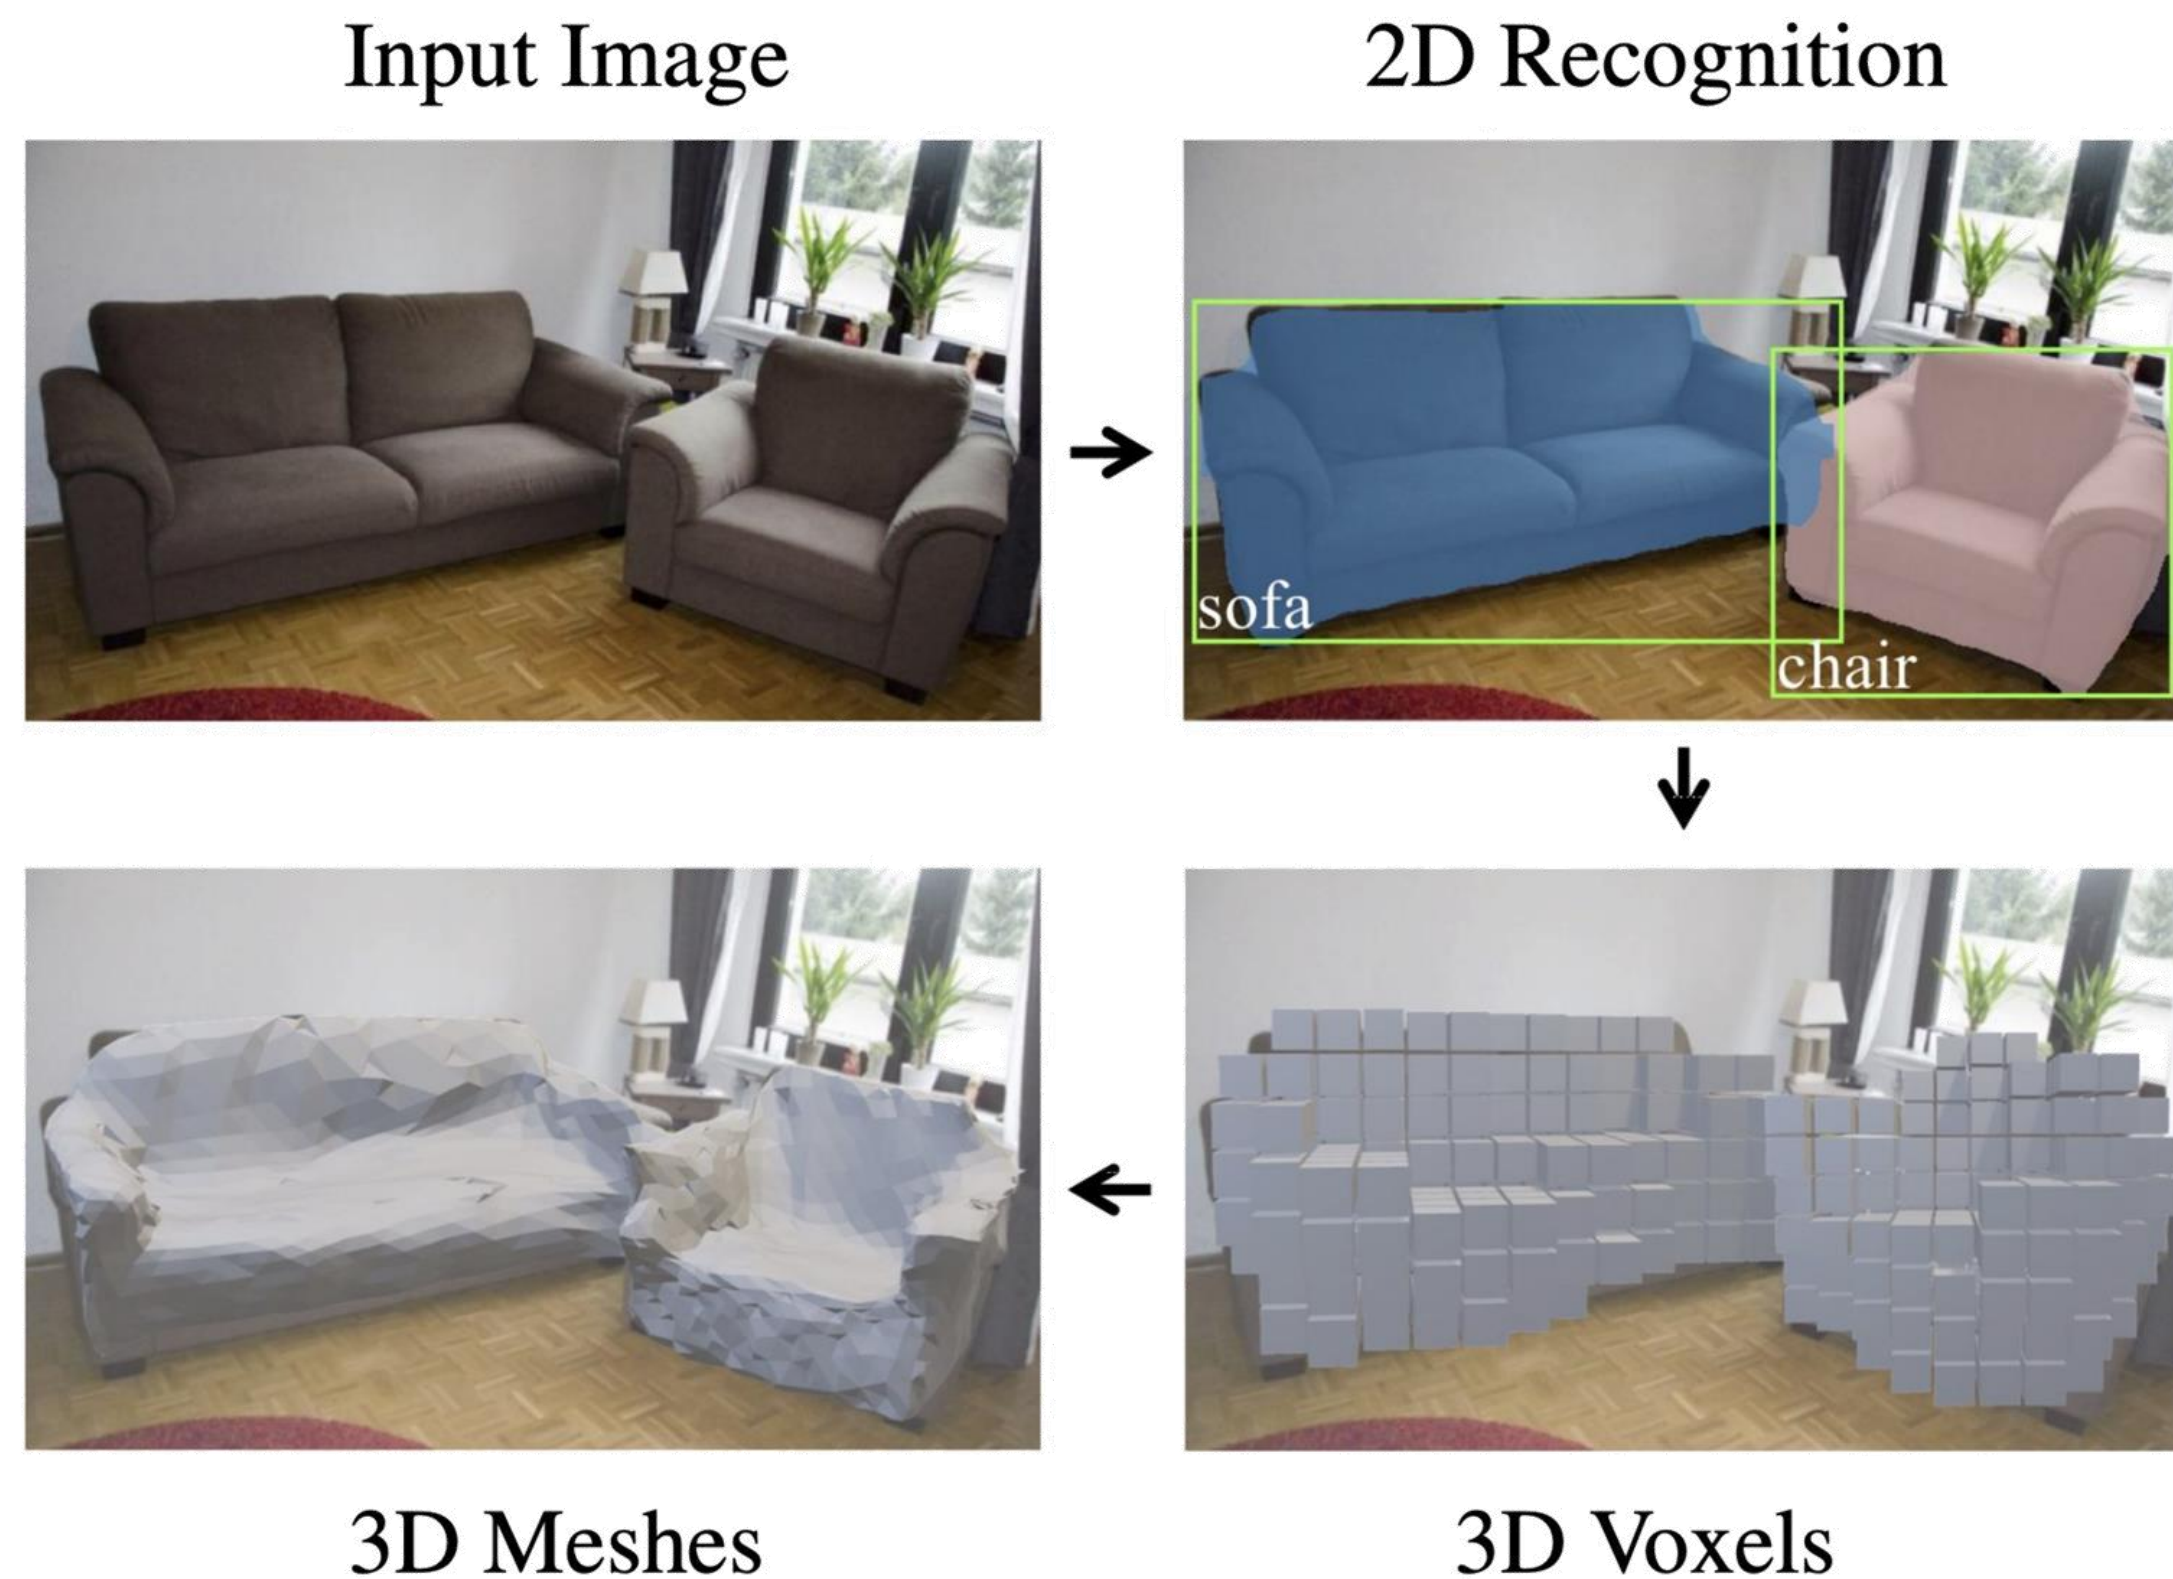 Input Image
2D Recognition
sofa
chair
3D Meshes
3D Voxels